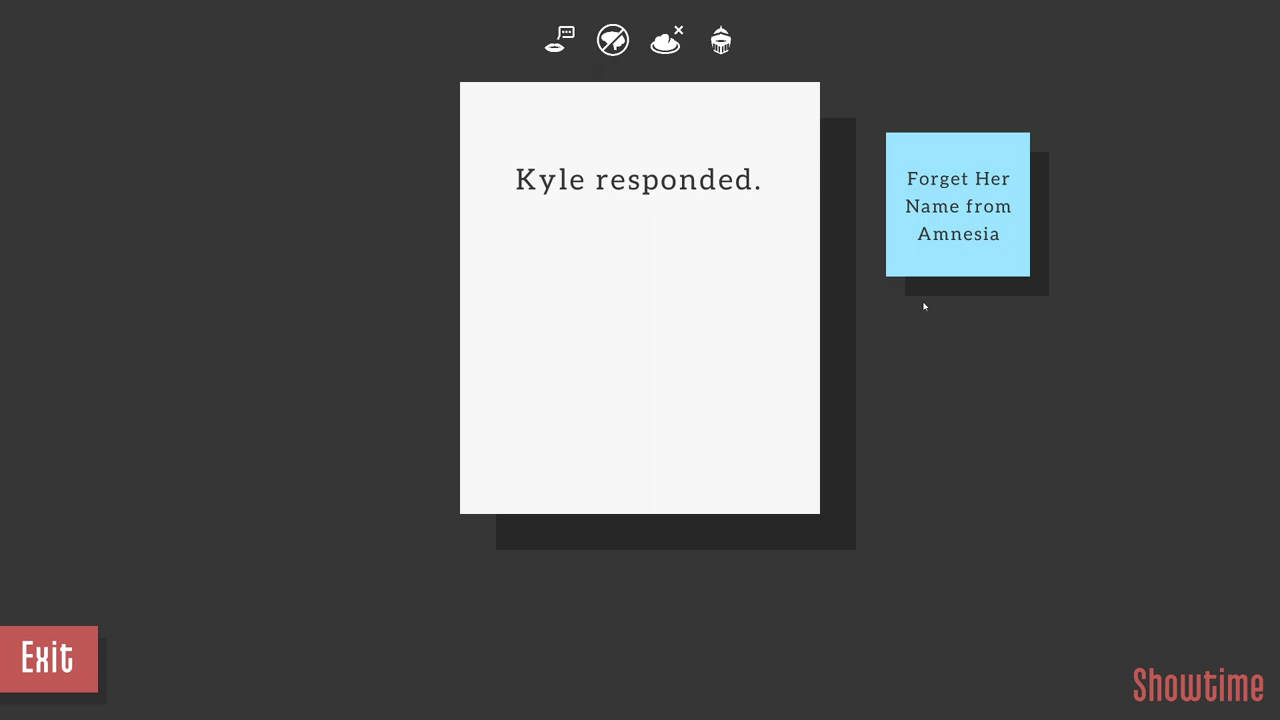 Kyle responded.
Forget Her
Name from
Amnesia
Exit
Showtime